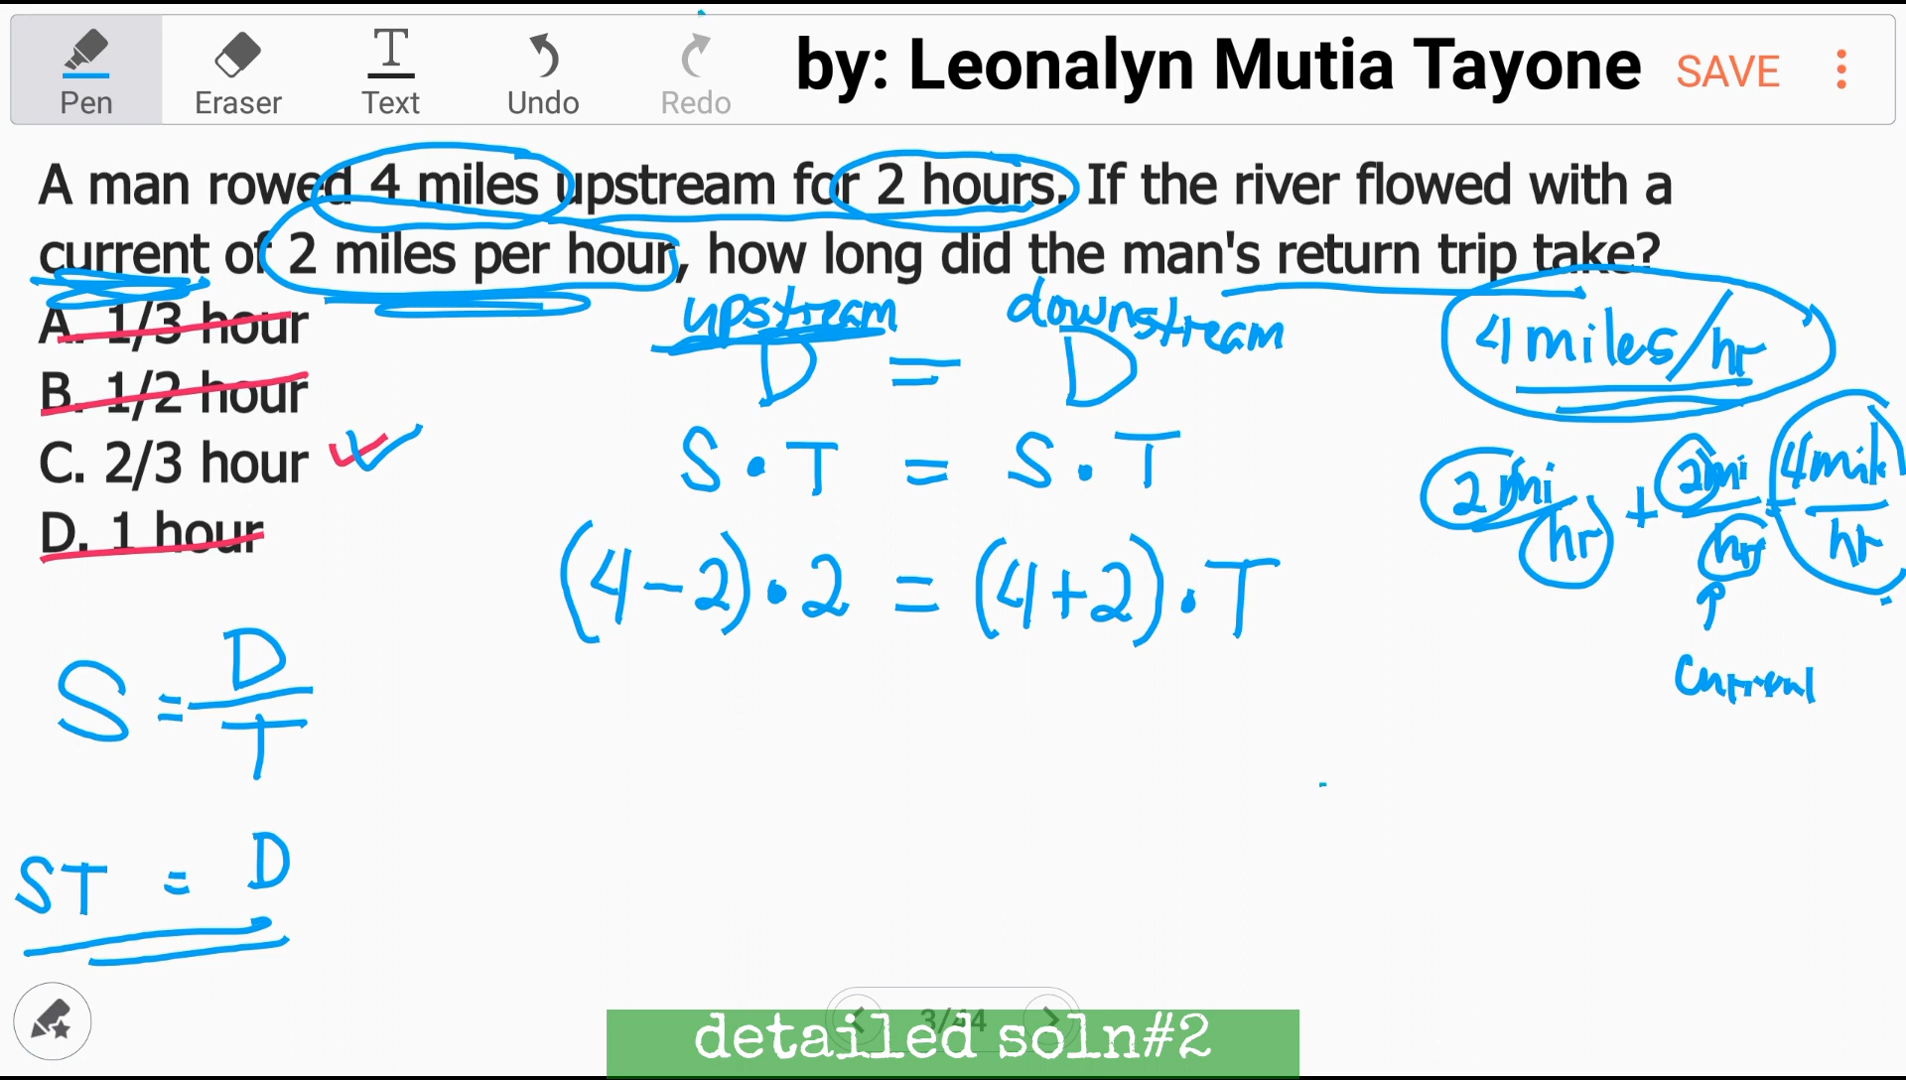 Pen Eraser Text Undo Redo by: Leonalyn Mutia Tayone SAVE
A man rowed 4 miles upstream for 2 hours. If the river flowed with a
current of 2 miles per hour, how long did the man's return trip take?
A. 1/3 hour
B. 1/2 hour
C. 2/3 hour
D. 1 hour
upstream downstream
D = D
S • T = S • T
(4-2) • 2 = (4+2) • T
4 miles/hr
2 mi/hr + 2 mi/hr = 4 mile/hr
Current
S = D/T
ST = D
3/44
detailed soln#2